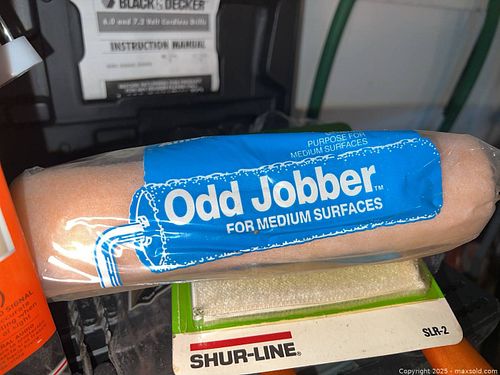 BLACK & DECKER
6.0 and 7.2 Volt Cordless Drills
INSTRUCTION MANUAL
PURPOSE FOR
MEDIUM SURFACES
Odd Jobber™
FOR MEDIUM SURFACES
SIGNAL
SHUR-LINE®
SLR-2
Copyright 2025 - maxsold.com